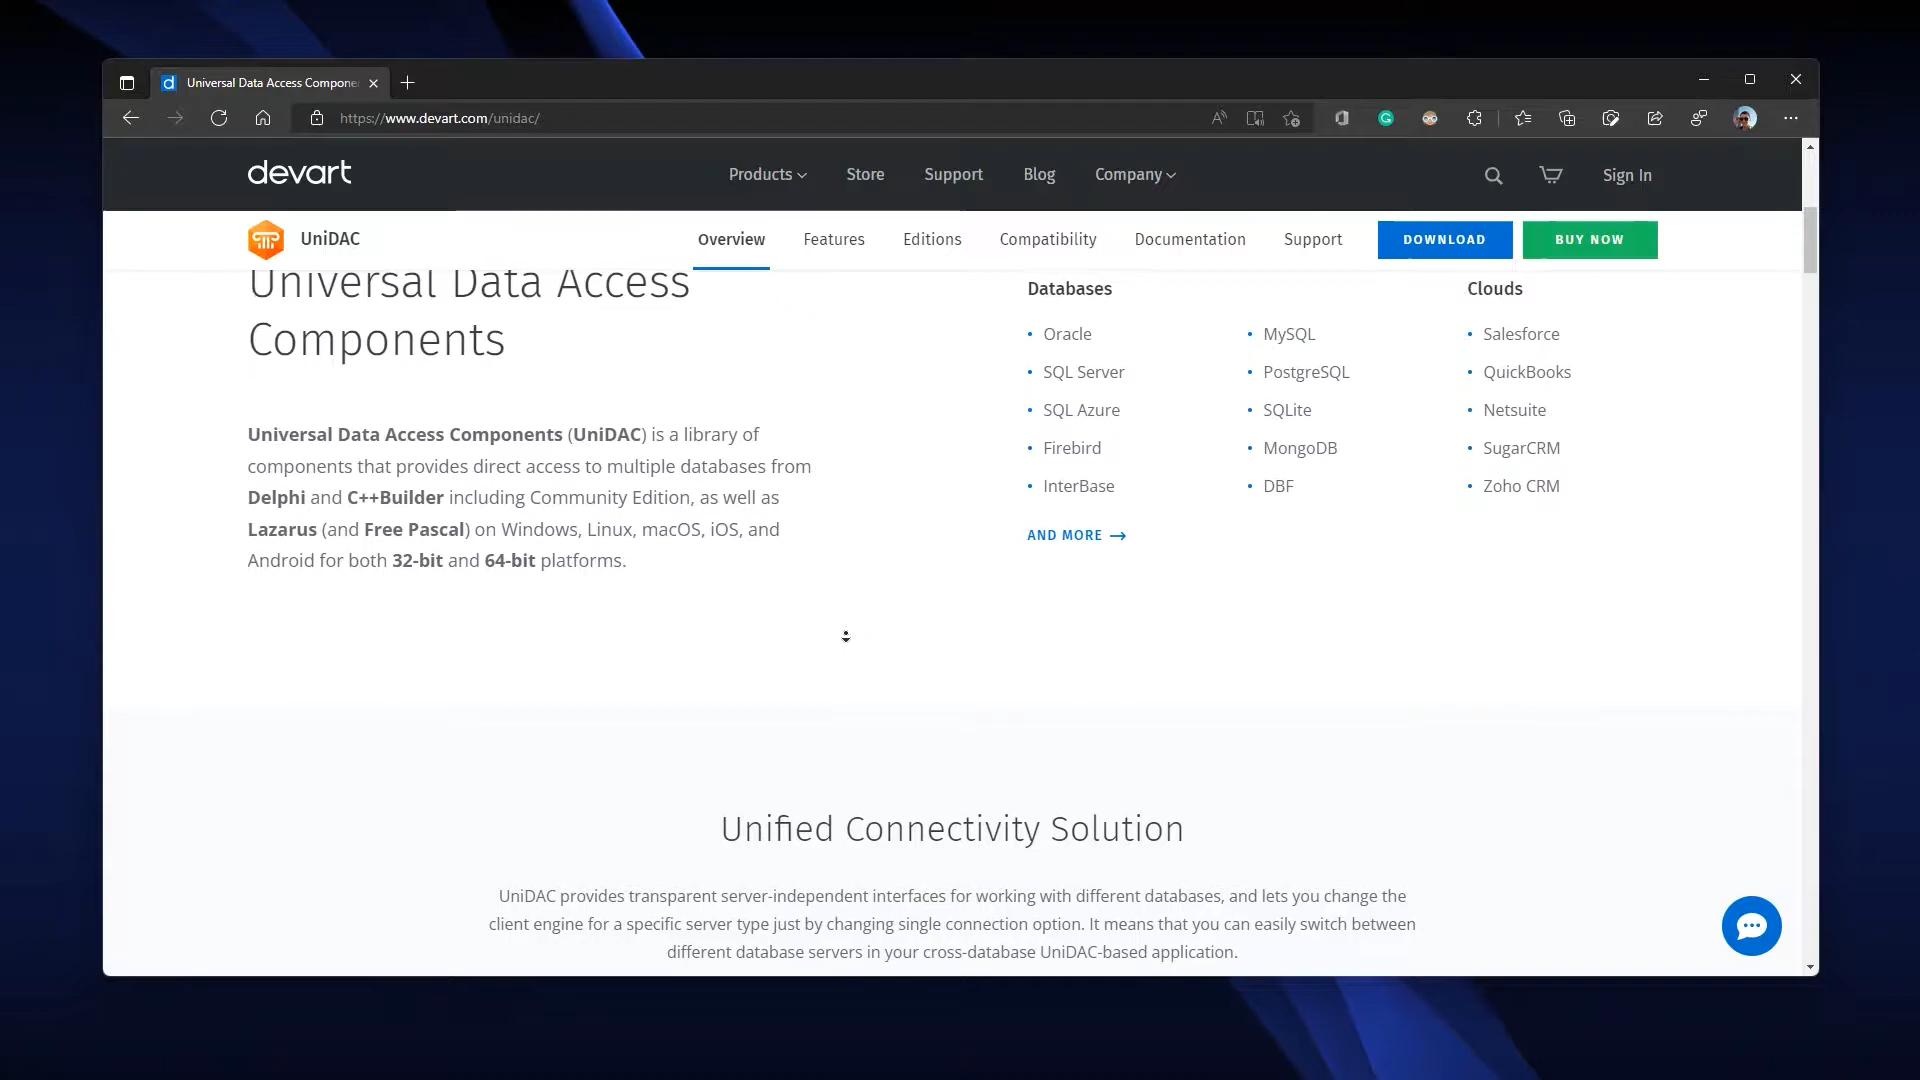 Universal Data Access Compone
https://www.devart.com/unidac/
devart
Products
Store
Support
Blog
Company
Sign In
UniDAC
Overview
Features
Editions
Compatibility
Documentation
Support
DOWNLOAD
BUY NOW
Universal Data Access
Components
Universal Data Access Components (UniDAC) is a library of
components that provides direct access to multiple databases from
Delphi and C++Builder including Community Edition, as well as
Lazarus (and Free Pascal) on Windows, Linux, macOS, iOS, and
Android for both 32-bit and 64-bit platforms.
Databases
Oracle
SQL Server
SQL Azure
Firebird
InterBase
MySQL
PostgreSQL
SQLite
MongoDB
DBF
AND MORE →
Clouds
Salesforce
QuickBooks
Netsuite
SugarCRM
Zoho CRM
Unified Connectivity Solution
UniDAC provides transparent server-independent interfaces for working with different databases, and lets you change the
client engine for a specific server type just by changing single connection option. It means that you can easily switch between
different database servers in your cross-database UniDAC-based application.